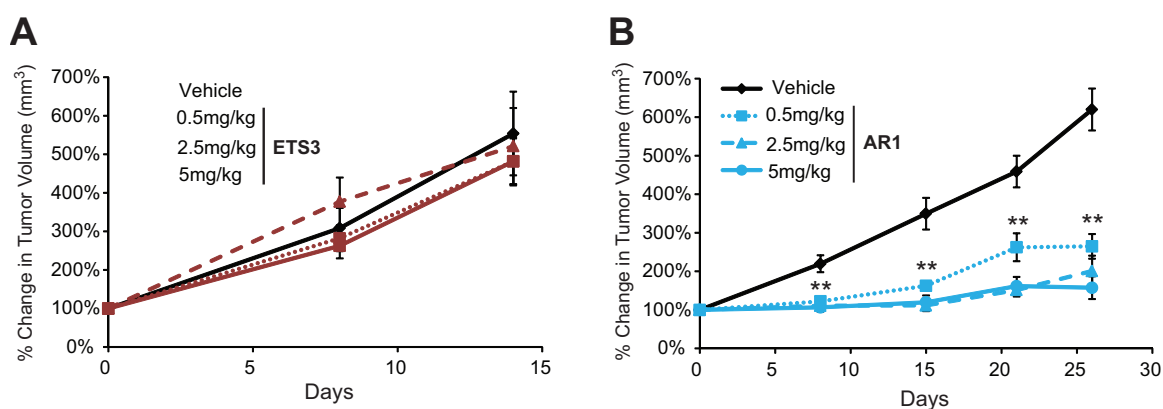 A
% Change in Tumor Volume (mm³)
700%
600%
500%
400%
300%
200%
100%
0%
Vehicle
0.5mg/kg
2.5mg/kg
5mg/kg
ETS3
0 5 10 15
Days
B
% Change in Tumor Volume (mm³)
700%
600%
500%
400%
300%
200%
100%
0%
Vehicle
0.5mg/kg
2.5mg/kg
5mg/kg
AR1
** ** ** **
0 5 10 15 20 25 30
Days